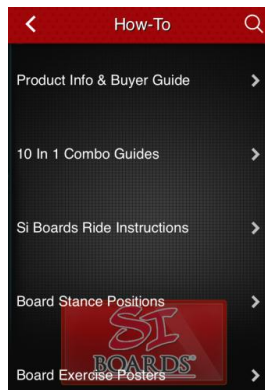 How-To
Product Info & Buyer Guide
10 In 1 Combo Guides
Si Boards Ride Instructions
Board Stance Positions
SI
BOARDS®
Board Exercise Posters